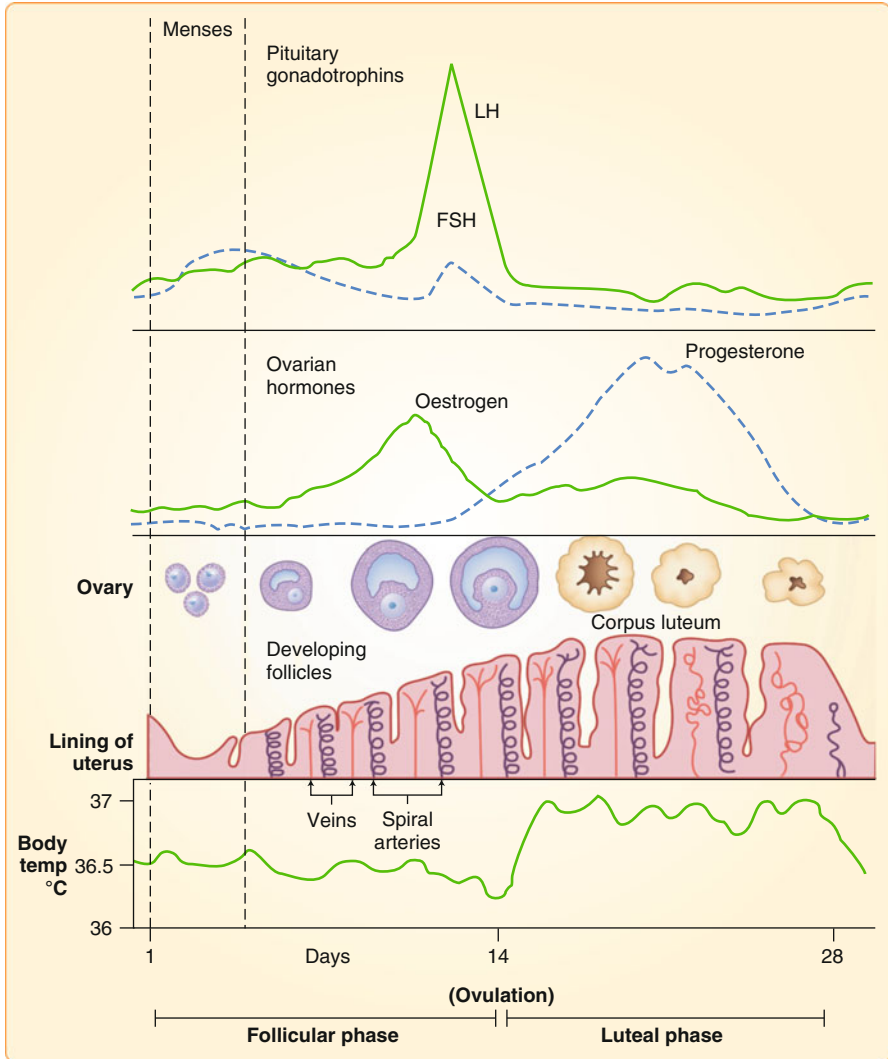 Menses
Pituitary
gonadotrophins
LH
FSH
Ovarian
hormones
Oestrogen
Progesterone
Ovary
Developing
follicles
Corpus luteum
Lining of
uterus
Veins
Spiral
arteries
Body
temp
°C
37
36.5
36
1
Days
14
28
(Ovulation)
Follicular phase
Luteal phase